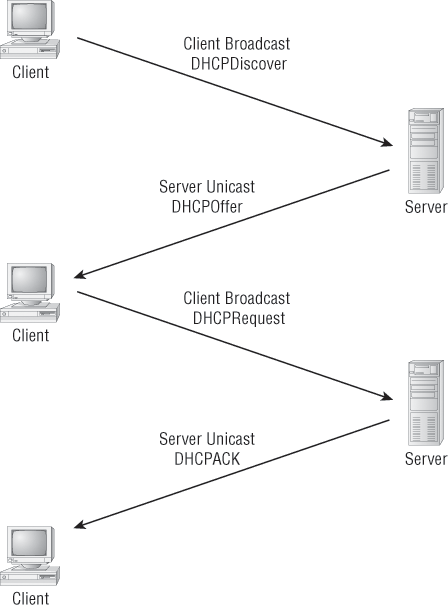 Client Broadcast
DHCPDiscover
Client
Server Unicast
DHCPOffer
Server
Client Broadcast
DHCPRequest
Client
Server Unicast
DHCPACK
Server
Client